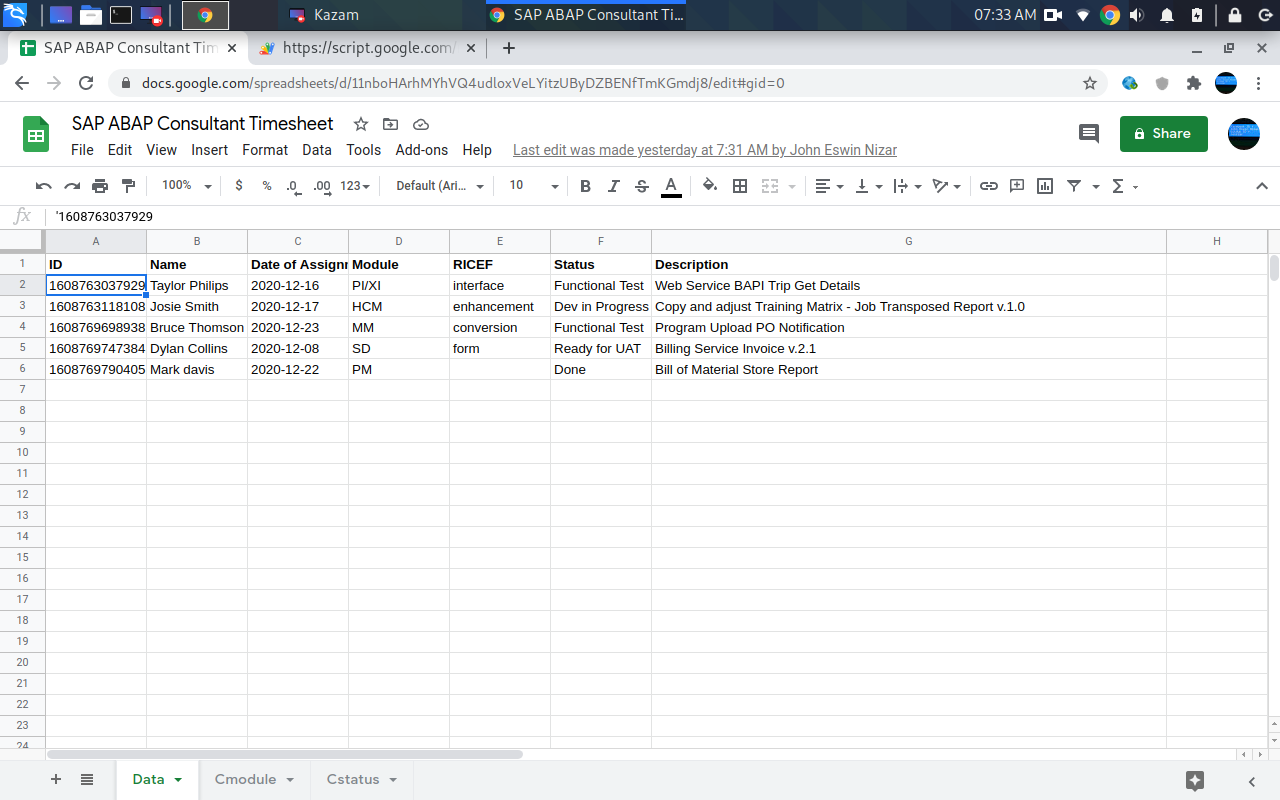 Kazam
SAP ABAP Consultant Ti...
07:33 AM
SAP ABAP Consultant Tim
https://script.google.com/
docs.google.com/spreadsheets/d/11nboHArhMYhVQ4udloxVeLYitzUByDZBENfTmKGmdj8/edit#gid=0
SAP ABAP Consultant Timesheet
Share
File Edit View Insert Format Data Tools Add-ons Help Last edit was made yesterday at 7:31 AM by John Eswin Nizar
100% $ % .0 .00 123 Default (Ari... 10 B I S A Σ
fx '1608763037929
A B C D E F G H
1 ID Name Date of Assignm Module RICEF Status Description
2 1608763037929 Taylor Philips 2020-12-16 PI/XI interface Functional Test Web Service BAPI Trip Get Details
3 1608763118108 Josie Smith 2020-12-17 HCM enhancement Dev in Progress Copy and adjust Training Matrix - Job Transposed Report v.1.0
4 1608769698938 Bruce Thomson 2020-12-23 MM conversion Functional Test Program Upload PO Notification
5 1608769747384 Dylan Collins 2020-12-08 SD form Ready for UAT Billing Service Invoice v.2.1
6 1608769790405 Mark davis 2020-12-22 PM Done Bill of Material Store Report
7
8
9
10
11
12
13
14
15
16
17
18
19
20
21
22
23
24
Data Cmodule Cstatus